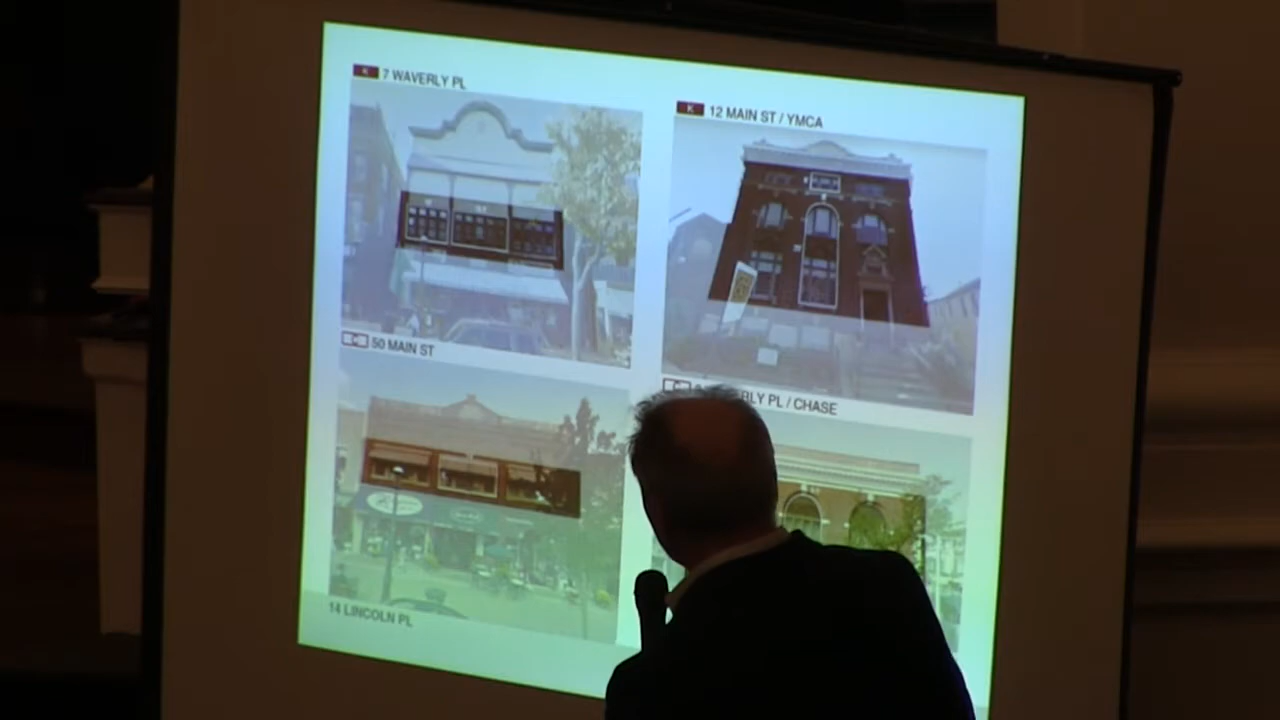 K 7 WAVERLY PL
K 12 MAIN ST / YMCA
50 MAIN ST
PL / CHASE
14 LINCOLN PL